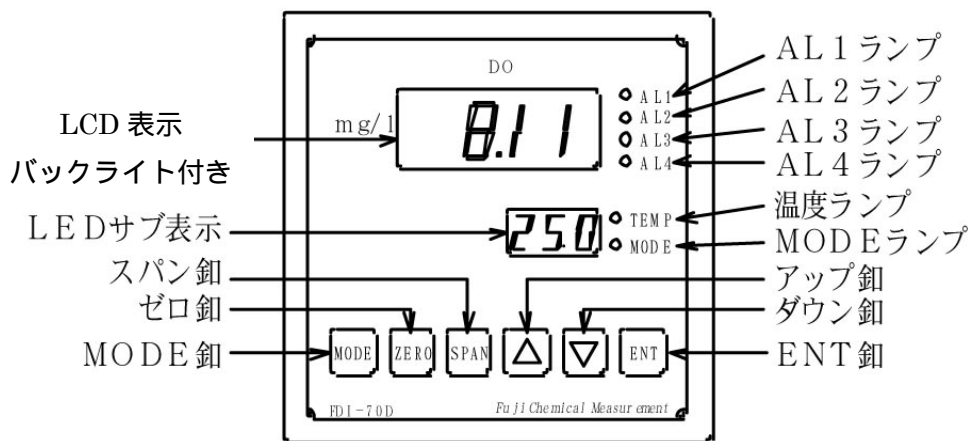 DO
mg/l
8.11
AL1
AL2
AL3
AL4
25.0
TEMP
MODE
MODE
ZERO
SPAN
△
▽
ENT
FDI-70D
Fuji Chemical Measurement
LCD 表示
バックライト付き
LEDサブ表示
スパン釦
ゼロ釦
MODE釦
AL1ランプ
AL2ランプ
AL3ランプ
AL4ランプ
温度ランプ
MODEランプ
アップ釦
ダウン釦
ENT釦